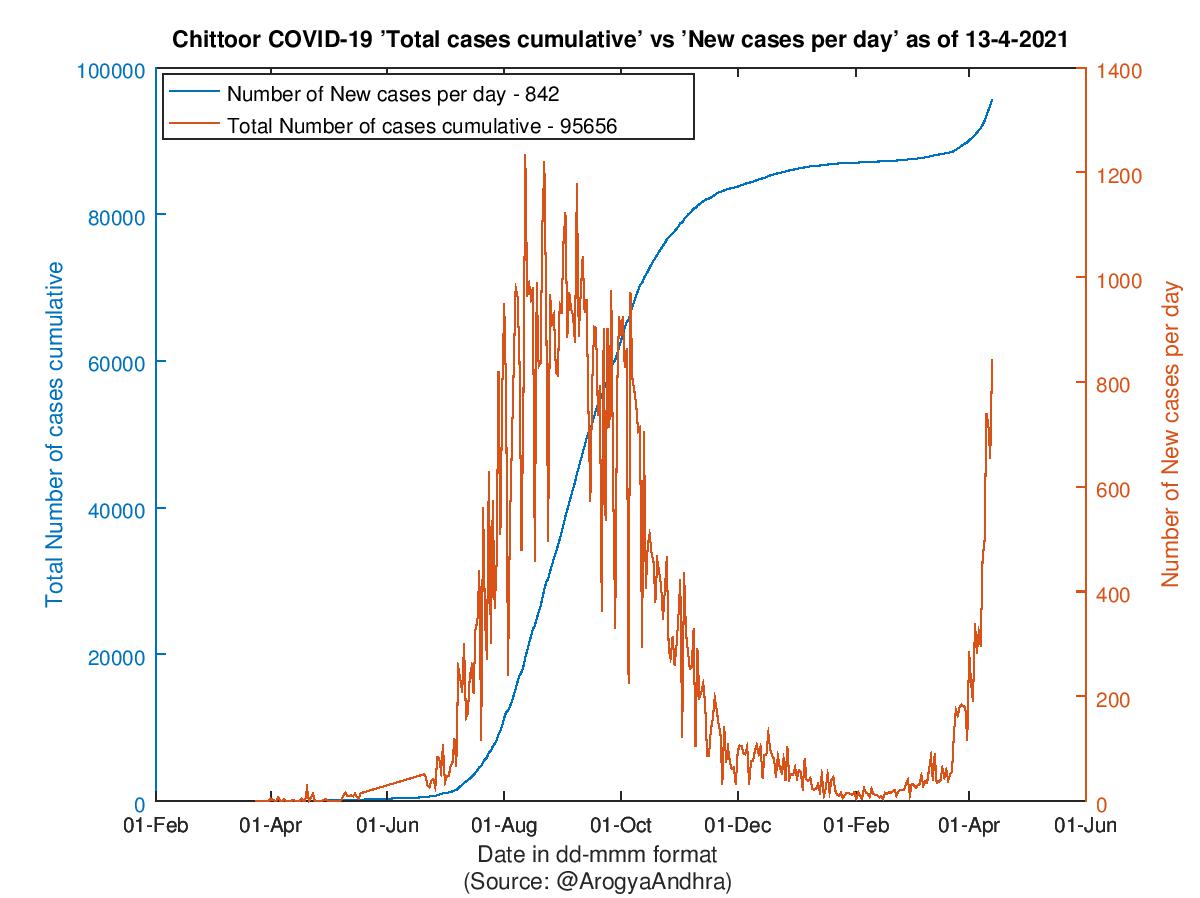 Chittoor COVID-19 ’Total cases cumulative’ vs ’New cases per day’ as of 13-4-2021
Number of New cases per day - 842
Total Number of cases cumulative - 95656
Total Number of cases cumulative
100000
80000
60000
40000
20000
0
1400
1200
1000
800
600
400
200
0
Number of New cases per day
01-Feb 01-Apr 01-Jun 01-Aug 01-Oct 01-Dec 01-Feb 01-Apr 01-Jun
Date in dd-mmm format
(Source: @ArogyaAndhra)